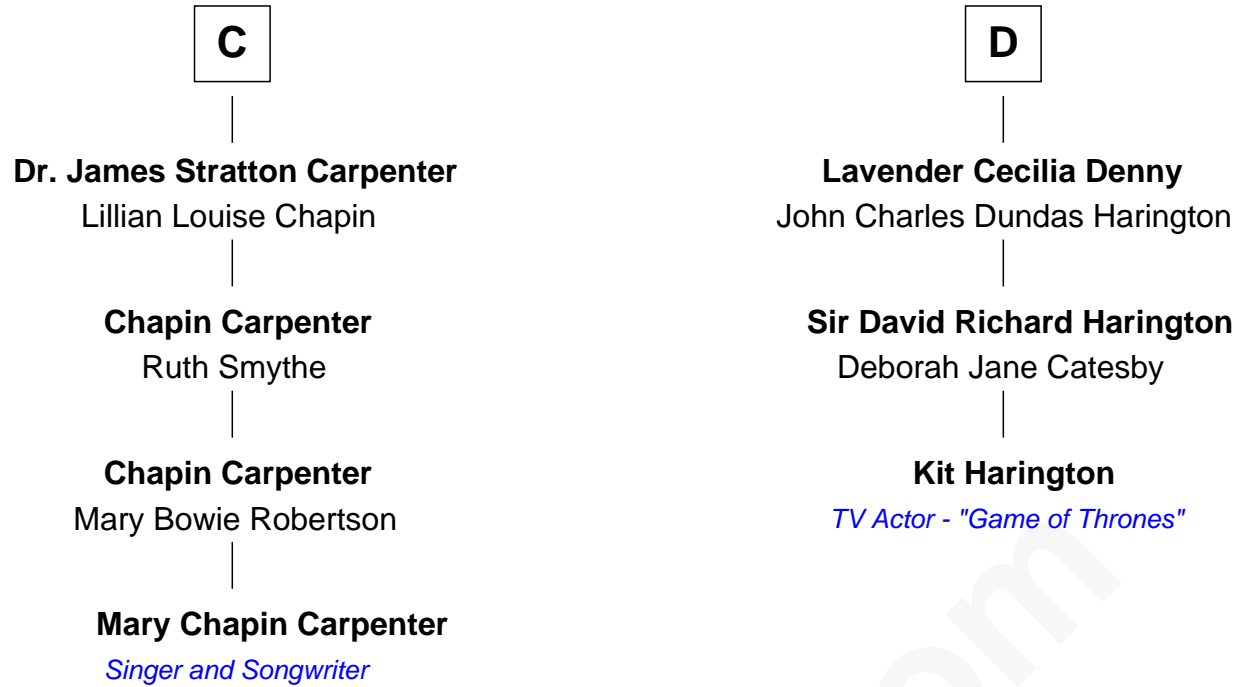 C
Dr. James Stratton Carpenter
Lillian Louise Chapin
Chapin Carpenter
Ruth Smythe
Chapin Carpenter
Mary Bowie Robertson
Mary Chapin Carpenter
Singer and Songwriter
D
Lavender Cecilia Denny
John Charles Dundas Harington
Sir David Richard Harington
Deborah Jane Catesby
Kit Harington
TV Actor - "Game of Thrones"
om